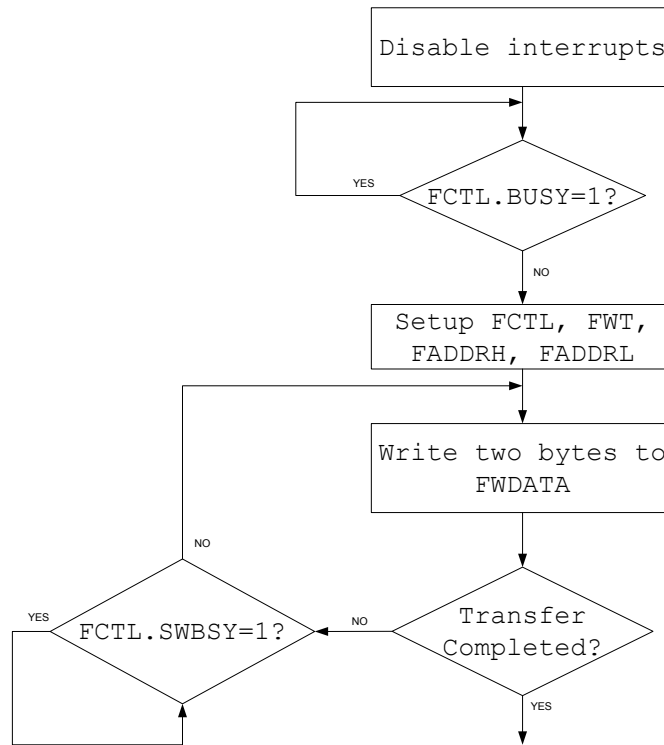 Disable interrupts
YES
FCTL.BUSY=1?
NO
Setup FCTL, FWT,
FADDRH, FADDRL
Write two bytes to
FWDATA
NO
YES
FCTL.SWBSY=1?
NO
Transfer
Completed?
YES